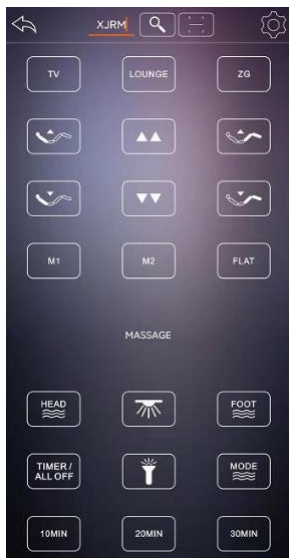 XJRM
TV LOUNGE ZG
M1 M2 FLAT
MASSAGE
HEAD FOOT
TIMER /
ALL OFF
MODE
10MIN 20MIN 30MIN